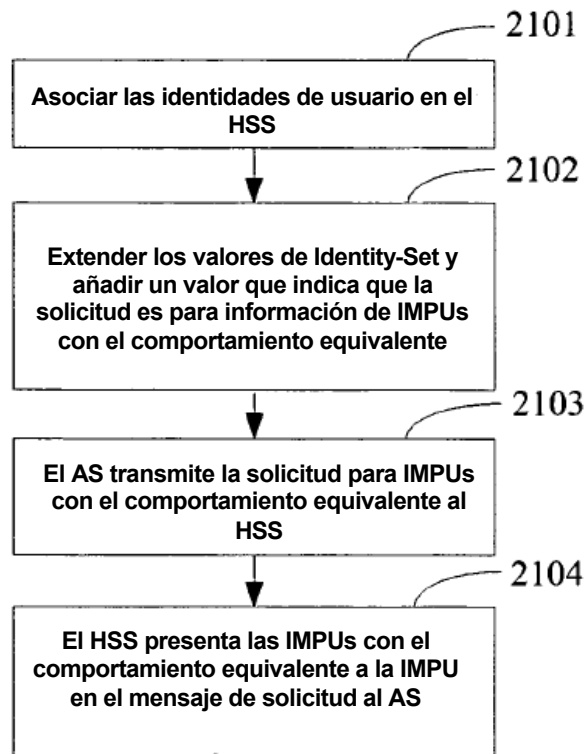 2101
Asociar las identidades de usuario en el
HSS
2102
Extender los valores de Identity-Set y
añadir un valor que indica que la
solicitud es para información de IMPUs
con el comportamiento equivalente
2103
El AS transmite la solicitud para IMPUs
con el comportamiento equivalente al
HSS
2104
El HSS presenta las IMPUs con el
comportamiento equivalente a la IMPU
en el mensaje de solicitud al AS